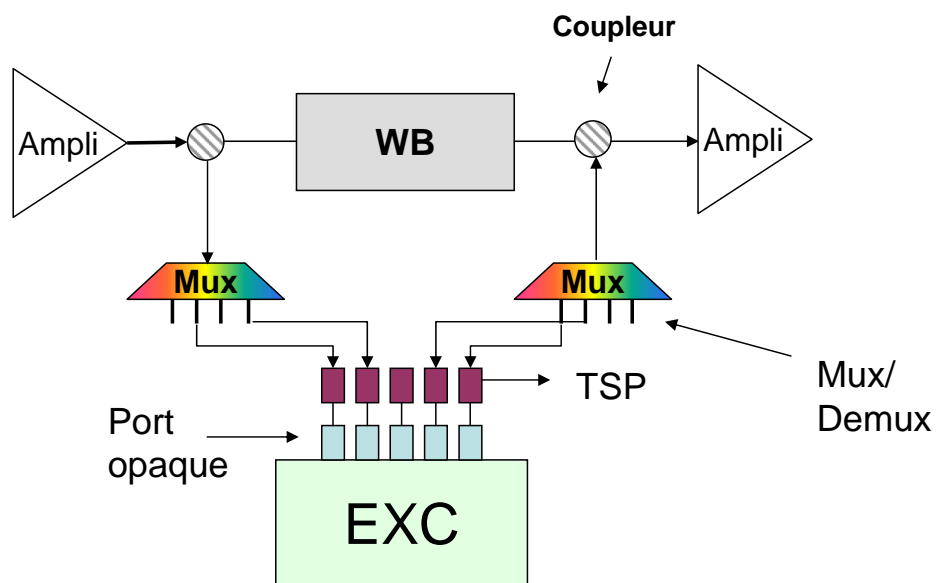 Coupleur
Ampli
WB
Ampli
Mux
Mux
TSP
Mux/
Demux
Port
opaque
EXC